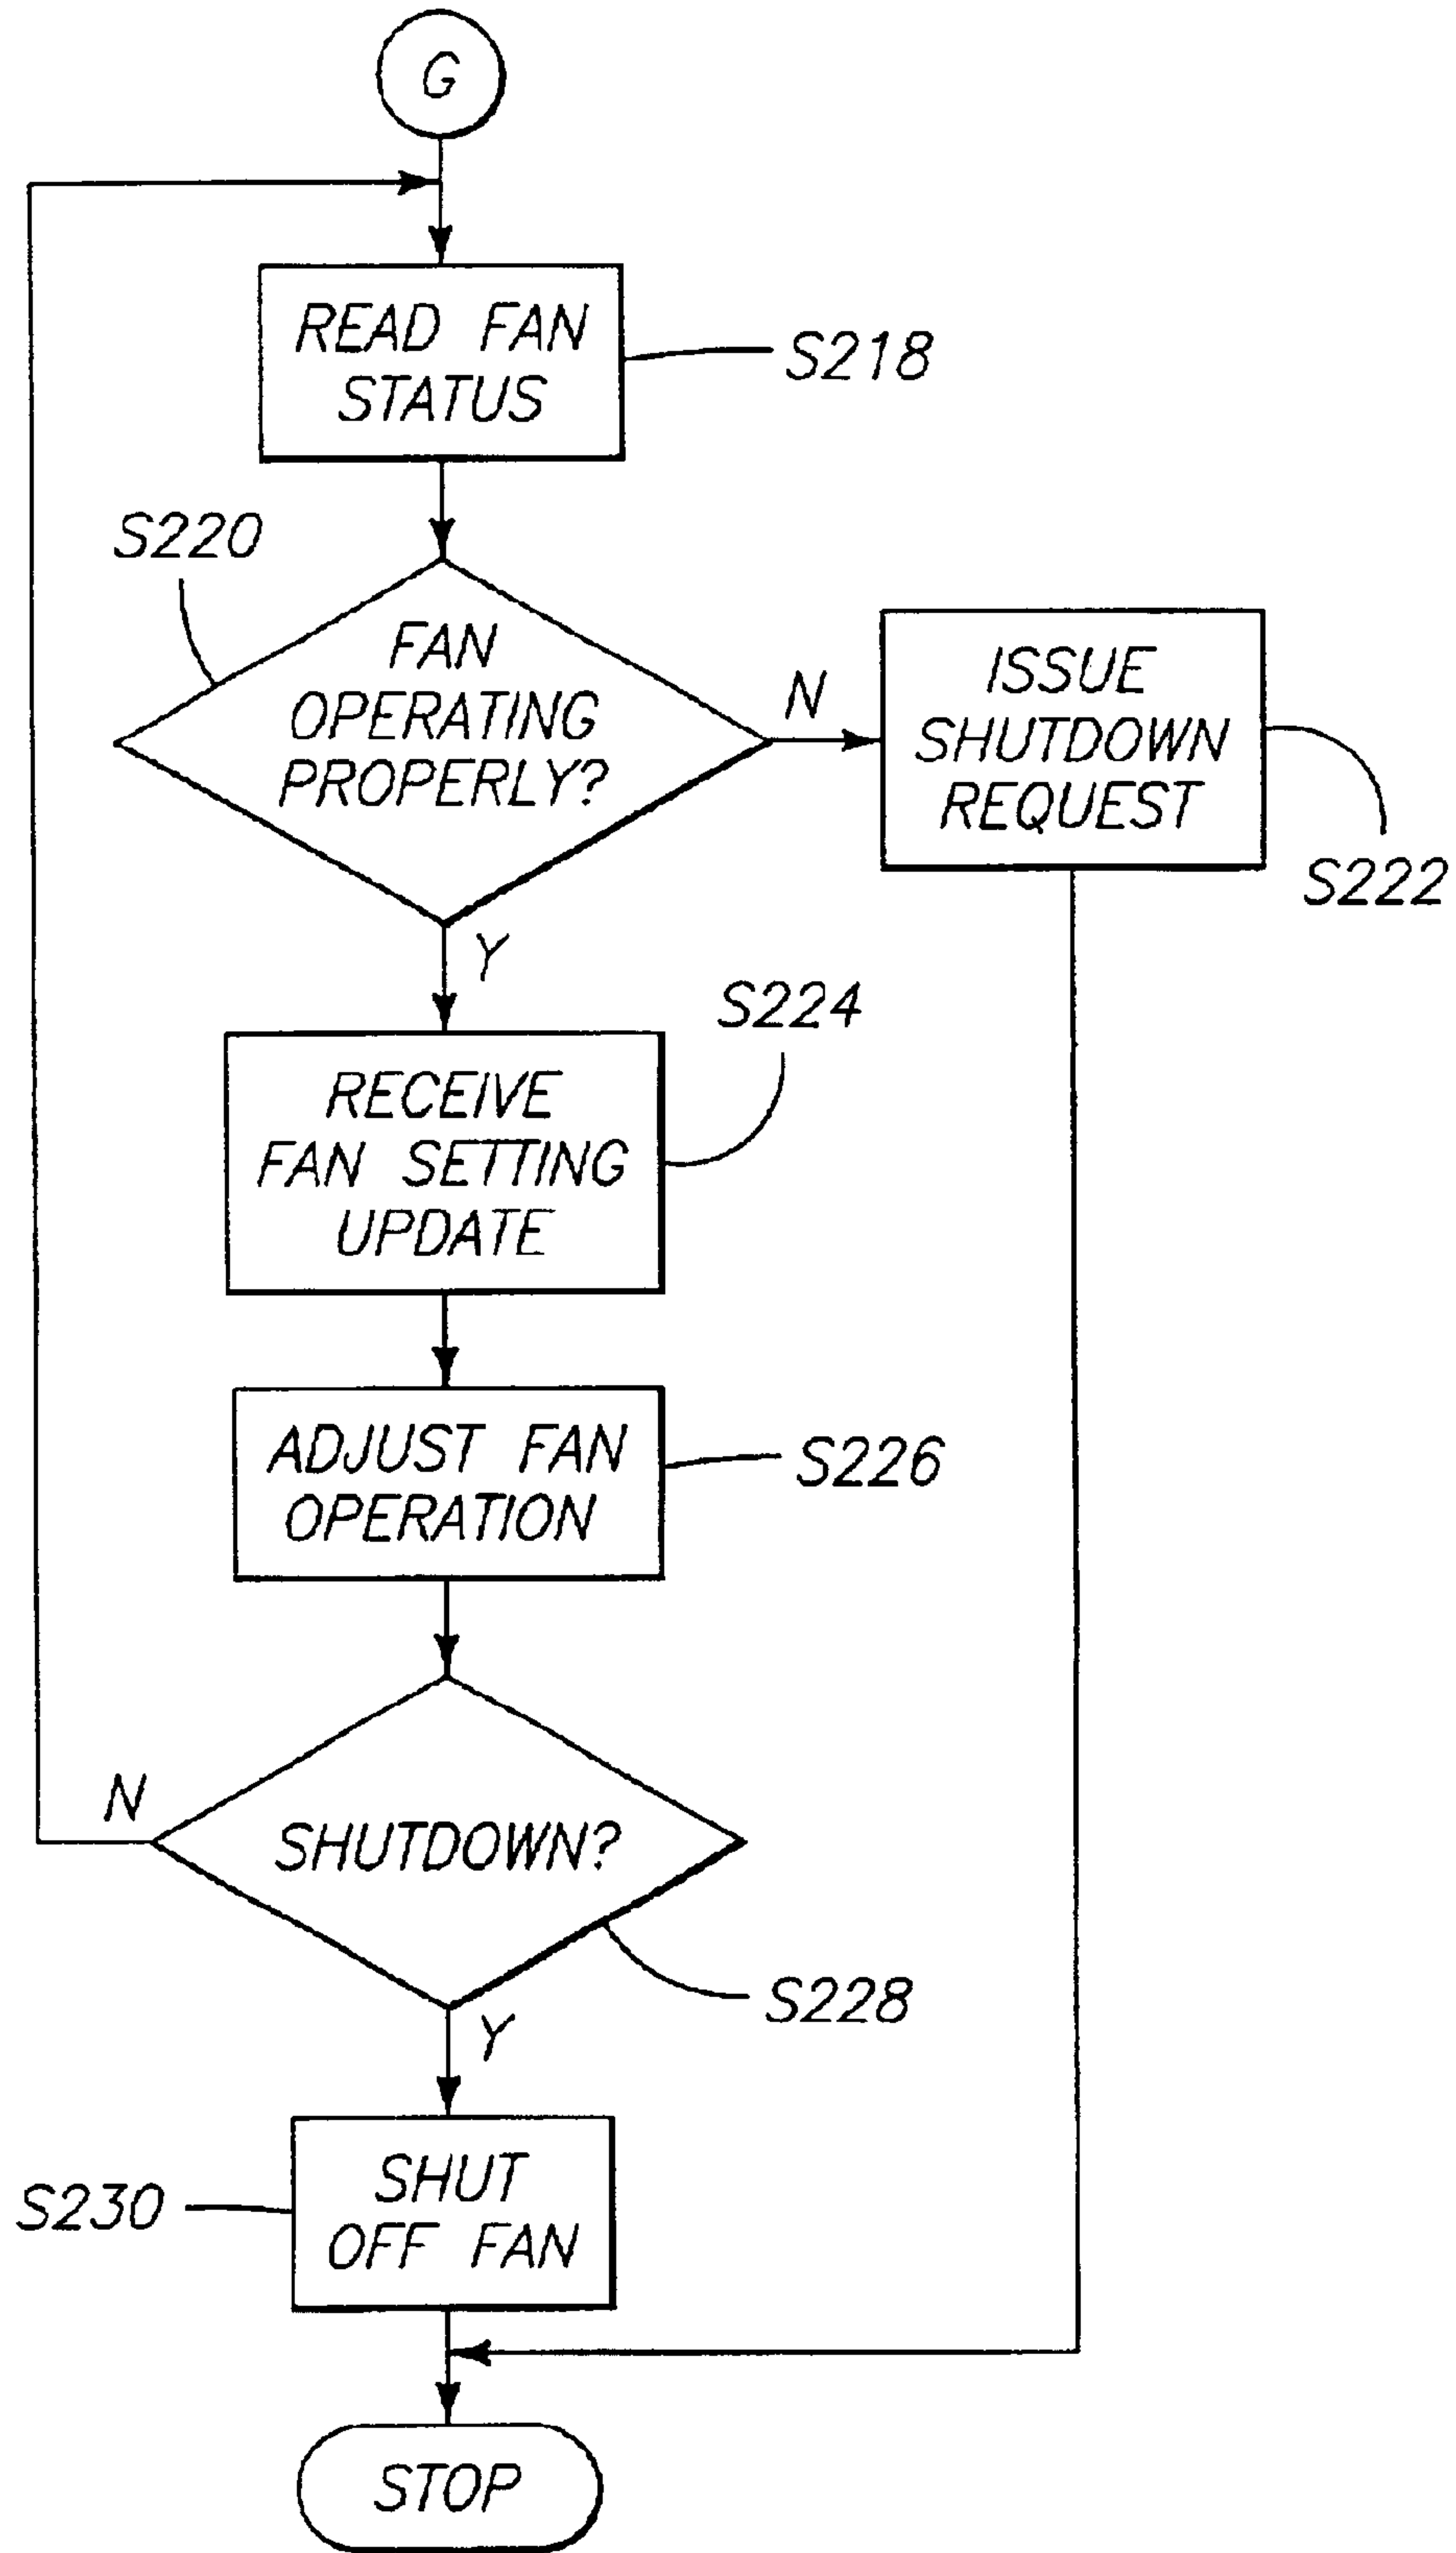 G
READ FAN
STATUS
S218
S220
FAN
OPERATING
PROPERLY?
N
ISSUE
SHUTDOWN
REQUEST
S222
Y
S224
RECEIVE
FAN SETTING
UPDATE
ADJUST FAN
OPERATION
S226
N
SHUTDOWN?
S228
Y
S230
SHUT
OFF FAN
STOP